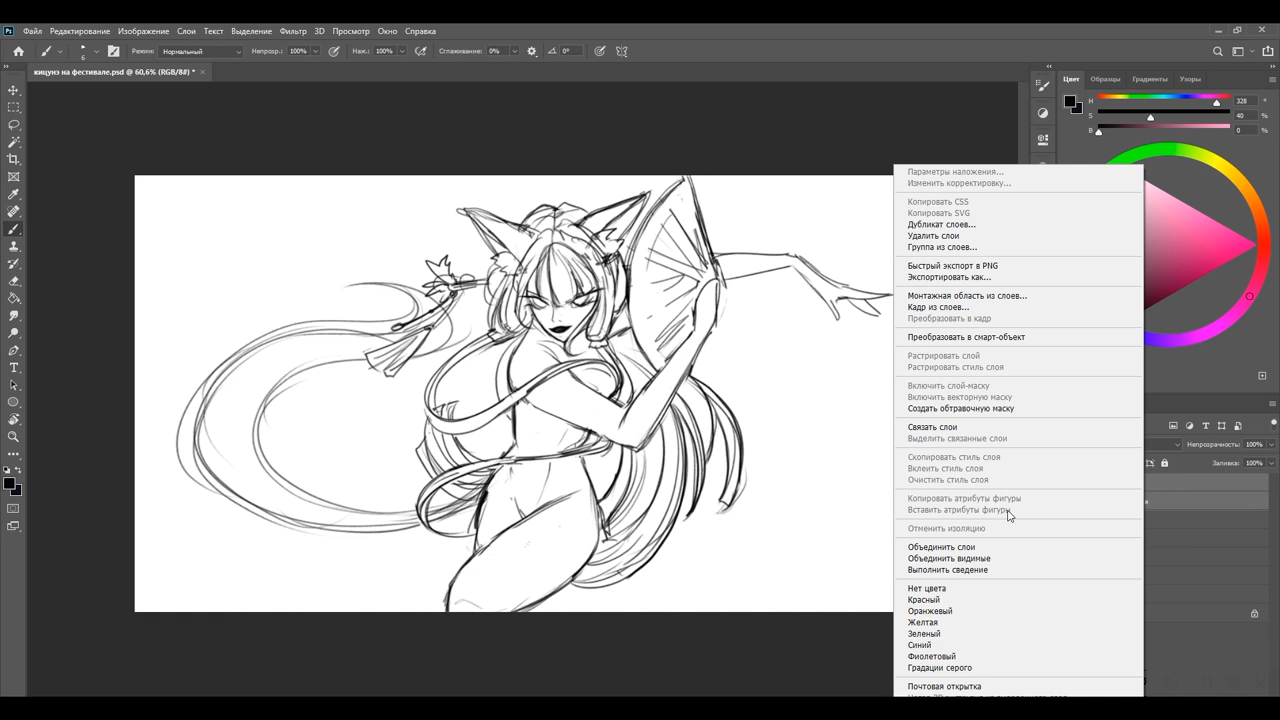 Ps Файл Редактирование Изображение Слои Текст Выделение Фильтр 3D Просмотр Окно Справка
6 Режим: Нормальный Непрозр.: 100% Наж.: 100% Сглаживание: 0% 0°
кицунэ на фестивале.psd @ 60,6% (RGB/8#) * ×
Цвет Образцы Градиенты Узоры
H 328 °
S 40 %
B 0 %
Параметры наложения...
Изменить корректировку...
Копировать CSS
Копировать SVG
Дубликат слоев...
Удалить слои
Группа из слоев...
Быстрый экспорт в PNG
Экспортировать как...
Монтажная область из слоев...
Кадр из слоев...
Преобразовать в кадр
Преобразовать в смарт-объект
Растрировать слой
Растрировать стиль слоя
Включить слой-маску
Включить векторную маску
Создать обтравочную маску
Связать слои
Выделить связанные слои
Скопировать стиль слоя
Вклеить стиль слоя
Очистить стиль слоя
Копировать атрибуты фигуры
Вставить атрибуты фигуры
Отменить изоляцию
Объединить слои
Объединить видимые
Выполнить сведение
Нет цвета
Красный
Оранжевый
Желтая
Зеленый
Синий
Фиолетовый
Градации серого
Почтовая открытка
Непрозрачность: 100%
Заливка: 100%